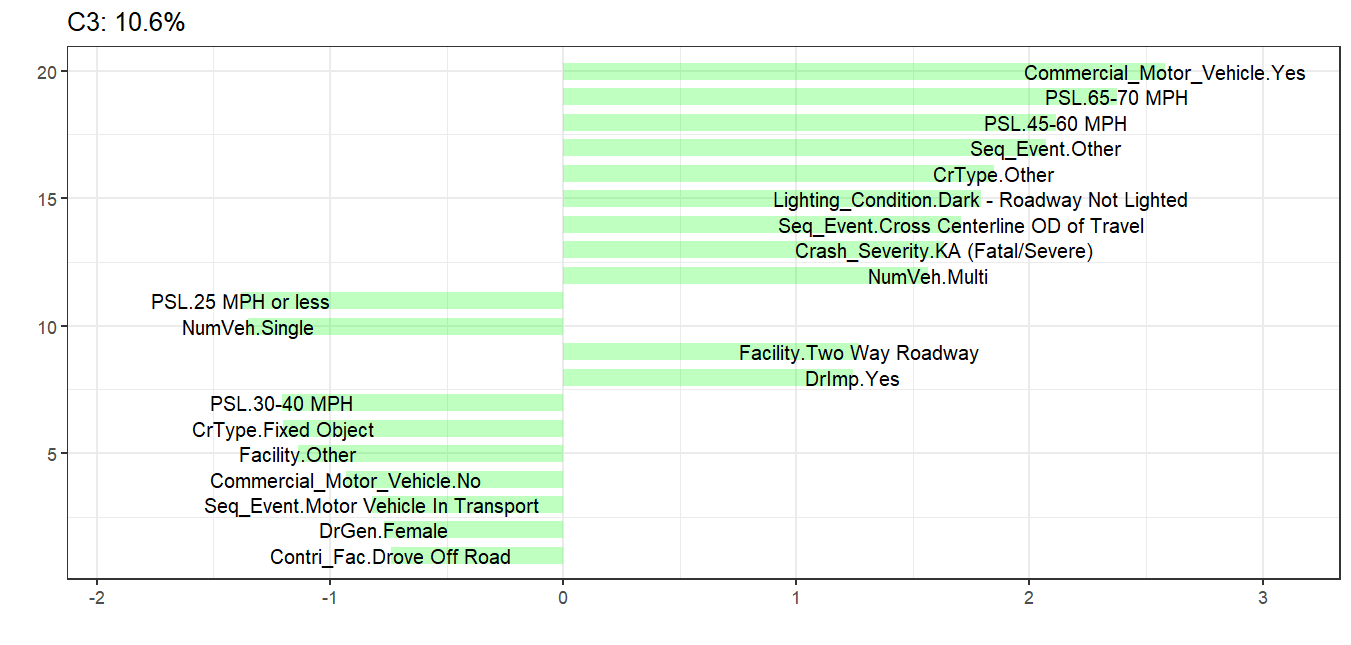 C3: 10.6%
20
Commercial_Motor_Vehicle.Yes
PSL.65-70 MPH
PSL.45-60 MPH
Seq_Event.Other
CrType.Other
15
Lighting_Condition.Dark - Roadway Not Lighted
Seq_Event.Cross Centerline OD of Travel
Crash_Severity.KA (Fatal/Severe)
NumVeh.Multi
PSL.25 MPH or less
10
NumVeh.Single
Facility.Two Way Roadway
DrImp.Yes
PSL.30-40 MPH
CrType.Fixed Object
5
Facility.Other
Commercial_Motor_Vehicle.No
Seq_Event.Motor Vehicle In Transport
DrGen.Female
Contri_Fac.Drove Off Road
-2 -1 0 1 2 3